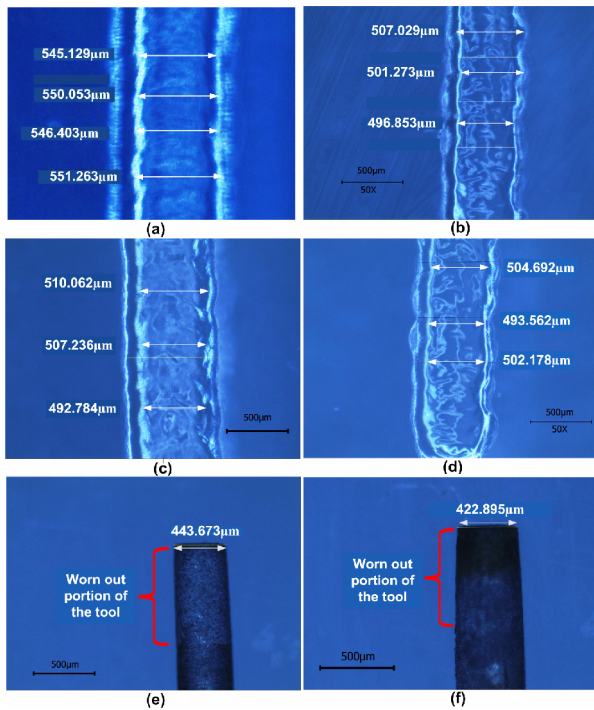 545.129µm
550.053µm
546.403µm
551.263µm
(a)
507.029µm
501.273µm
496.853µm
500µm
50X
(b)
510.062µm
507.236µm
492.784µm
500µm
(c)
504.692µm
493.562µm
502.178µm
500µm
50X
(d)
443.673µm
Worn out
portion of
the tool
500µm
(e)
422.895µm
Worn out
portion of
the tool
500µm
(f)